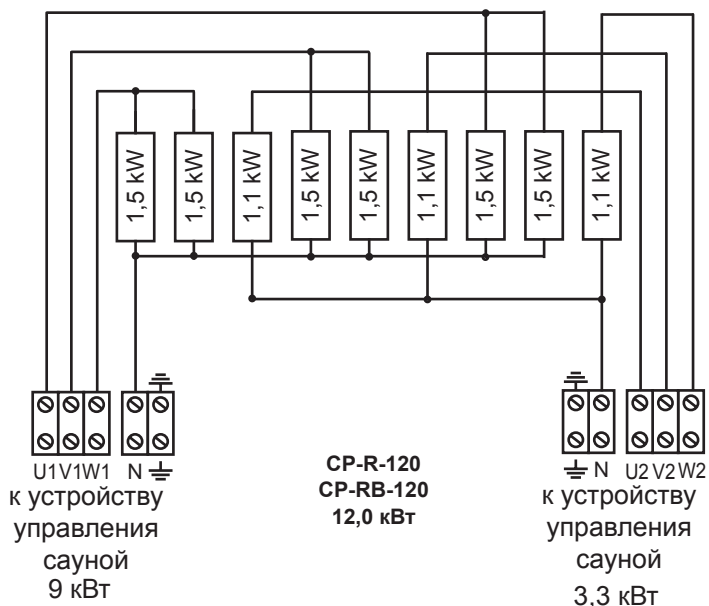 1,5 kW
1,5 kW
1,1 kW
1,5 kW
1,5 kW
1,1 kW
1,5 kW
1,5 kW
1,1 kW
U1 V1 W1 N
к устройству
управления
сауной
9 кВт
CP-R-120
CP-RB-120
12,0 кВт
N U2 V2 W2
к устройству
управления
сауной
3,3 кВт